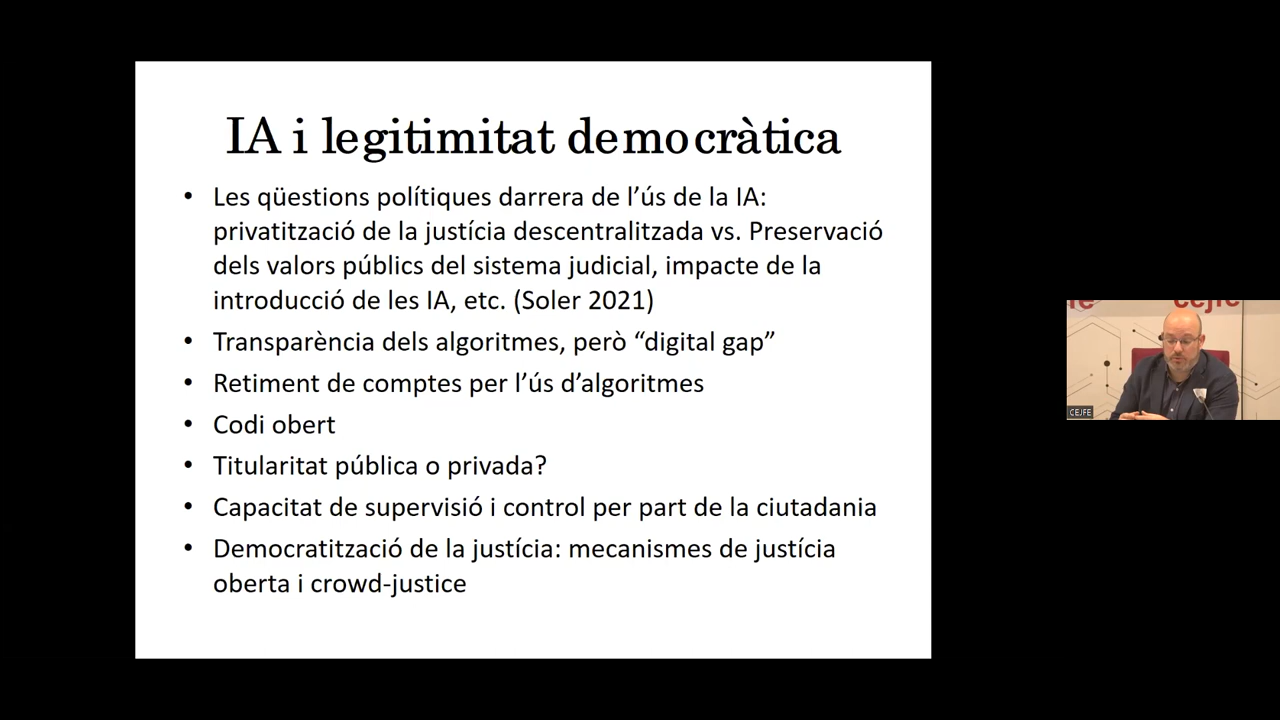 IA i legitimitat democràtica
• Les qüestions polítiques darrera de l’ús de la IA:
privatització de la justícia descentralitzada vs. Preservació
dels valors públics del sistema judicial, impacte de la
introducció de les IA, etc. (Soler 2021)
• Transparència dels algoritmes, però “digital gap”
• Retiment de comptes per l’ús d’algoritmes
• Codi obert
• Titularitat pública o privada?
• Capacitat de supervisió i control per part de la ciutadania
• Democratització de la justícia: mecanismes de justícia
oberta i crowd-justice
cejfe
CEJFE